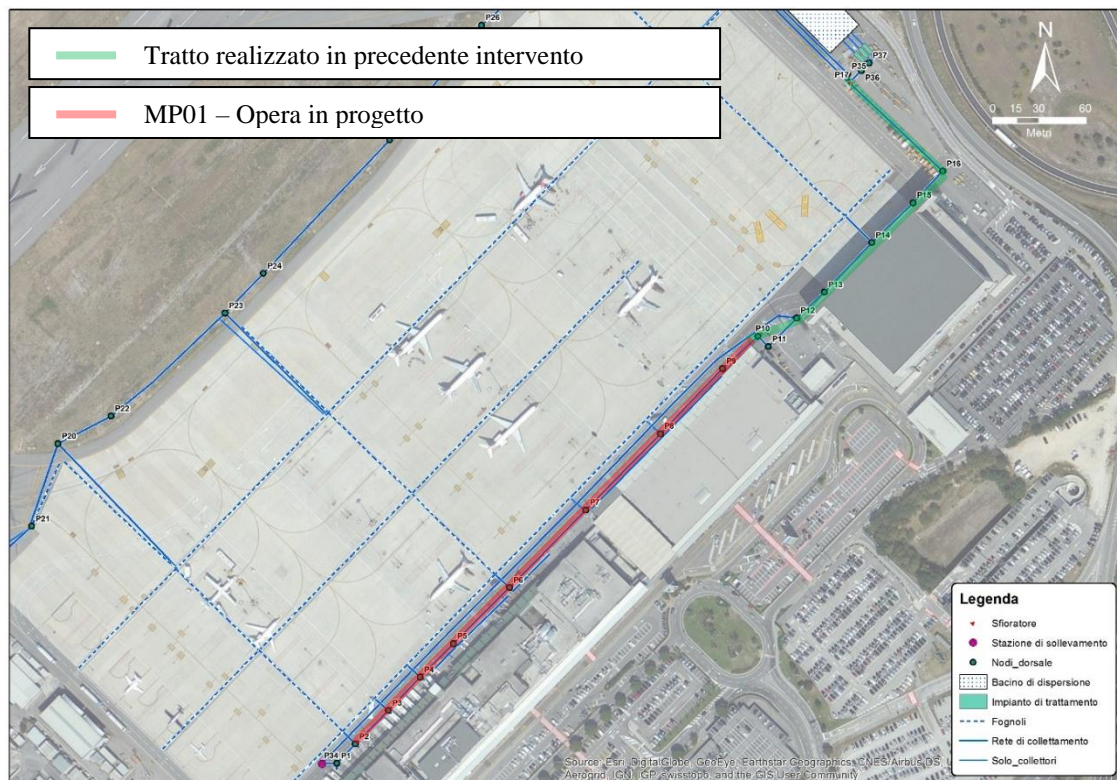 P26
Tratto realizzato in precedente intervento
MP01 – Opera in progetto
P37
P35
P36
P17
N
0 15 30 60
Metri
P16
P15
P14
P24
P13
P23
P12
P10
P11
P9
P22
P8
P20
P7
P21
P6
P5
P4
P3
P2
P34 P1
Legenda
Sfioratore
Stazione di sollevamento
Nodi_dorsale
Bacino di dispersione
Impianto di trattamento
Fognoli
Rete di collettamento
Solo_collettori
Source: Esri, DigitalGlobe, GeoEye, Earthstar Geographics, CNES/Airbus DS, U
Aerogrid, IGN, IGP, swisstopo, and the GIS User Community